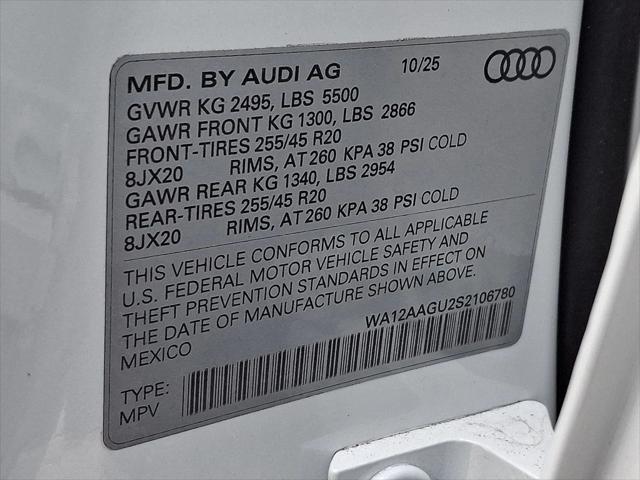 MFD. BY AUDI AG 10/25
GVWR KG 2495, LBS 5500
GAWR FRONT KG 1300, LBS 2866
FRONT-TIRES 255/45 R20
8JX20 RIMS, AT 260 KPA 38 PSI COLD
GAWR REAR KG 1340, LBS 2954
REAR-TIRES 255/45 R20
8JX20 RIMS, AT 260 KPA 38 PSI COLD
THIS VEHICLE CONFORMS TO ALL APPLICABLE
U.S. FEDERAL MOTOR VEHICLE SAFETY AND
THEFT PREVENTION STANDARDS IN EFFECT ON
THE DATE OF MANUFACTURE SHOWN ABOVE.
MEXICO WA12AAGU2S2106780
TYPE:
MPV